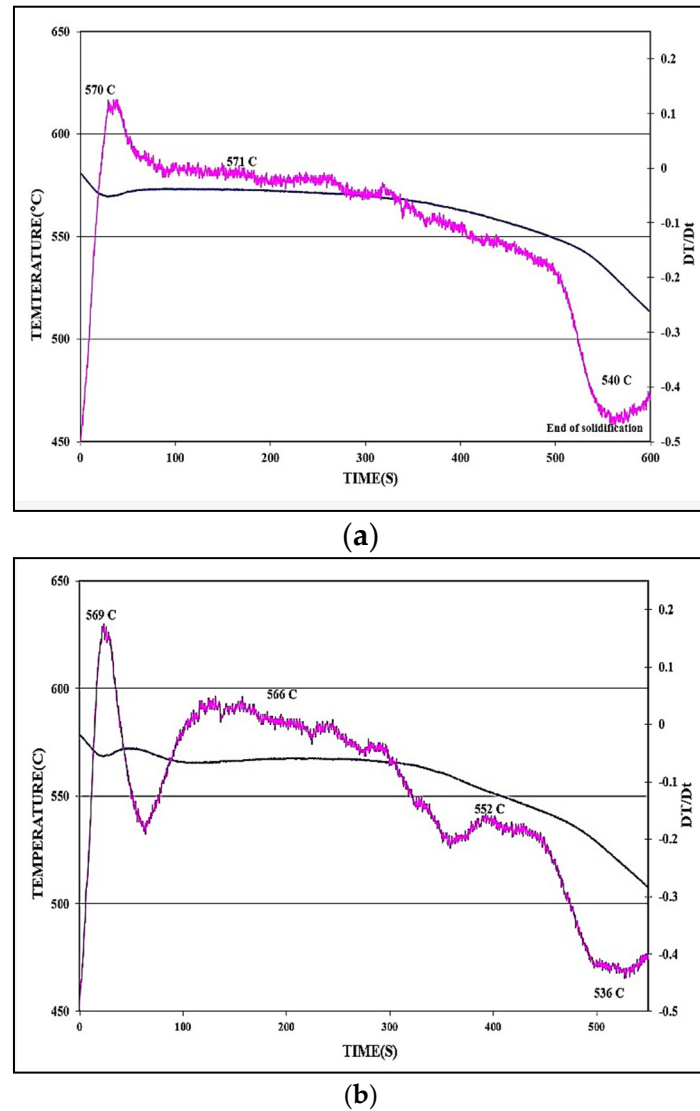 650
600
550
500
450
TEMTERATURE(°C)
570 C
571 C
540 C
End of solidification
0.2
0.1
0
-0.1
-0.2
-0.3
-0.4
-0.5
DT/Dt
0 100 200 300 400 500 600
TIME(S)
(a)
650
600
550
500
450
TEMPERATURE(C)
569 C
566 C
552 C
536 C
0.2
0.1
0
-0.1
-0.2
-0.3
-0.4
-0.5
DT/Dt
0 100 200 300 400 500
TIME(S)
(b)